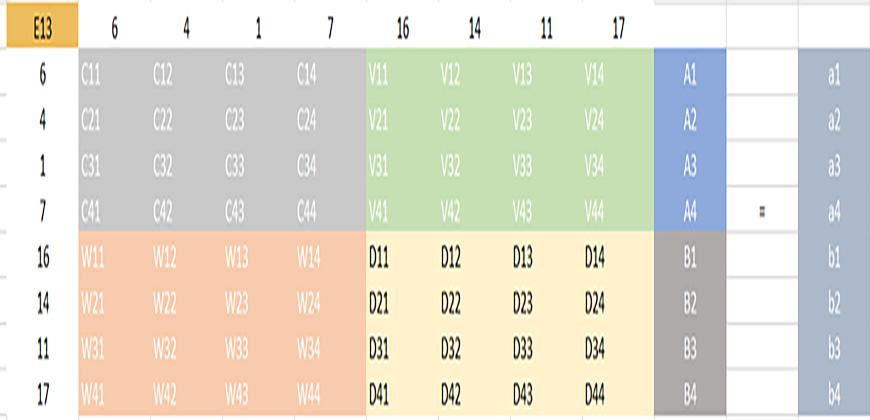 E13 6 4 1 7 16 14 11 17
6 C11 C12 C13 C14 V11 V12 V13 V14 A1 a1
4 C21 C22 C23 C24 V21 V22 V23 V24 A2 a2
1 C31 C32 C33 C34 V31 V32 V33 V34 A3 a3
7 C41 C42 C43 C44 V41 V42 V43 V44 A4 = a4
16 W11 W12 W13 W14 D11 D12 D13 D14 B1 b1
14 W21 W22 W23 W24 D21 D22 D23 D24 B2 b2
11 W31 W32 W33 W34 D31 D32 D33 D34 B3 b3
17 W41 W42 W43 W44 D41 D42 D43 D44 B4 b4